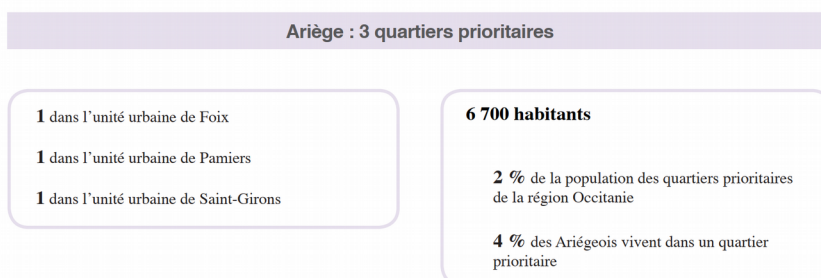 Ariège : 3 quartiers prioritaires
1 dans l’unité urbaine de Foix
1 dans l’unité urbaine de Pamiers
1 dans l’unité urbaine de Saint-Girons
6 700 habitants
2 % de la population des quartiers prioritaires
de la région Occitanie
4 % des Ariégeois vivent dans un quartier
prioritaire